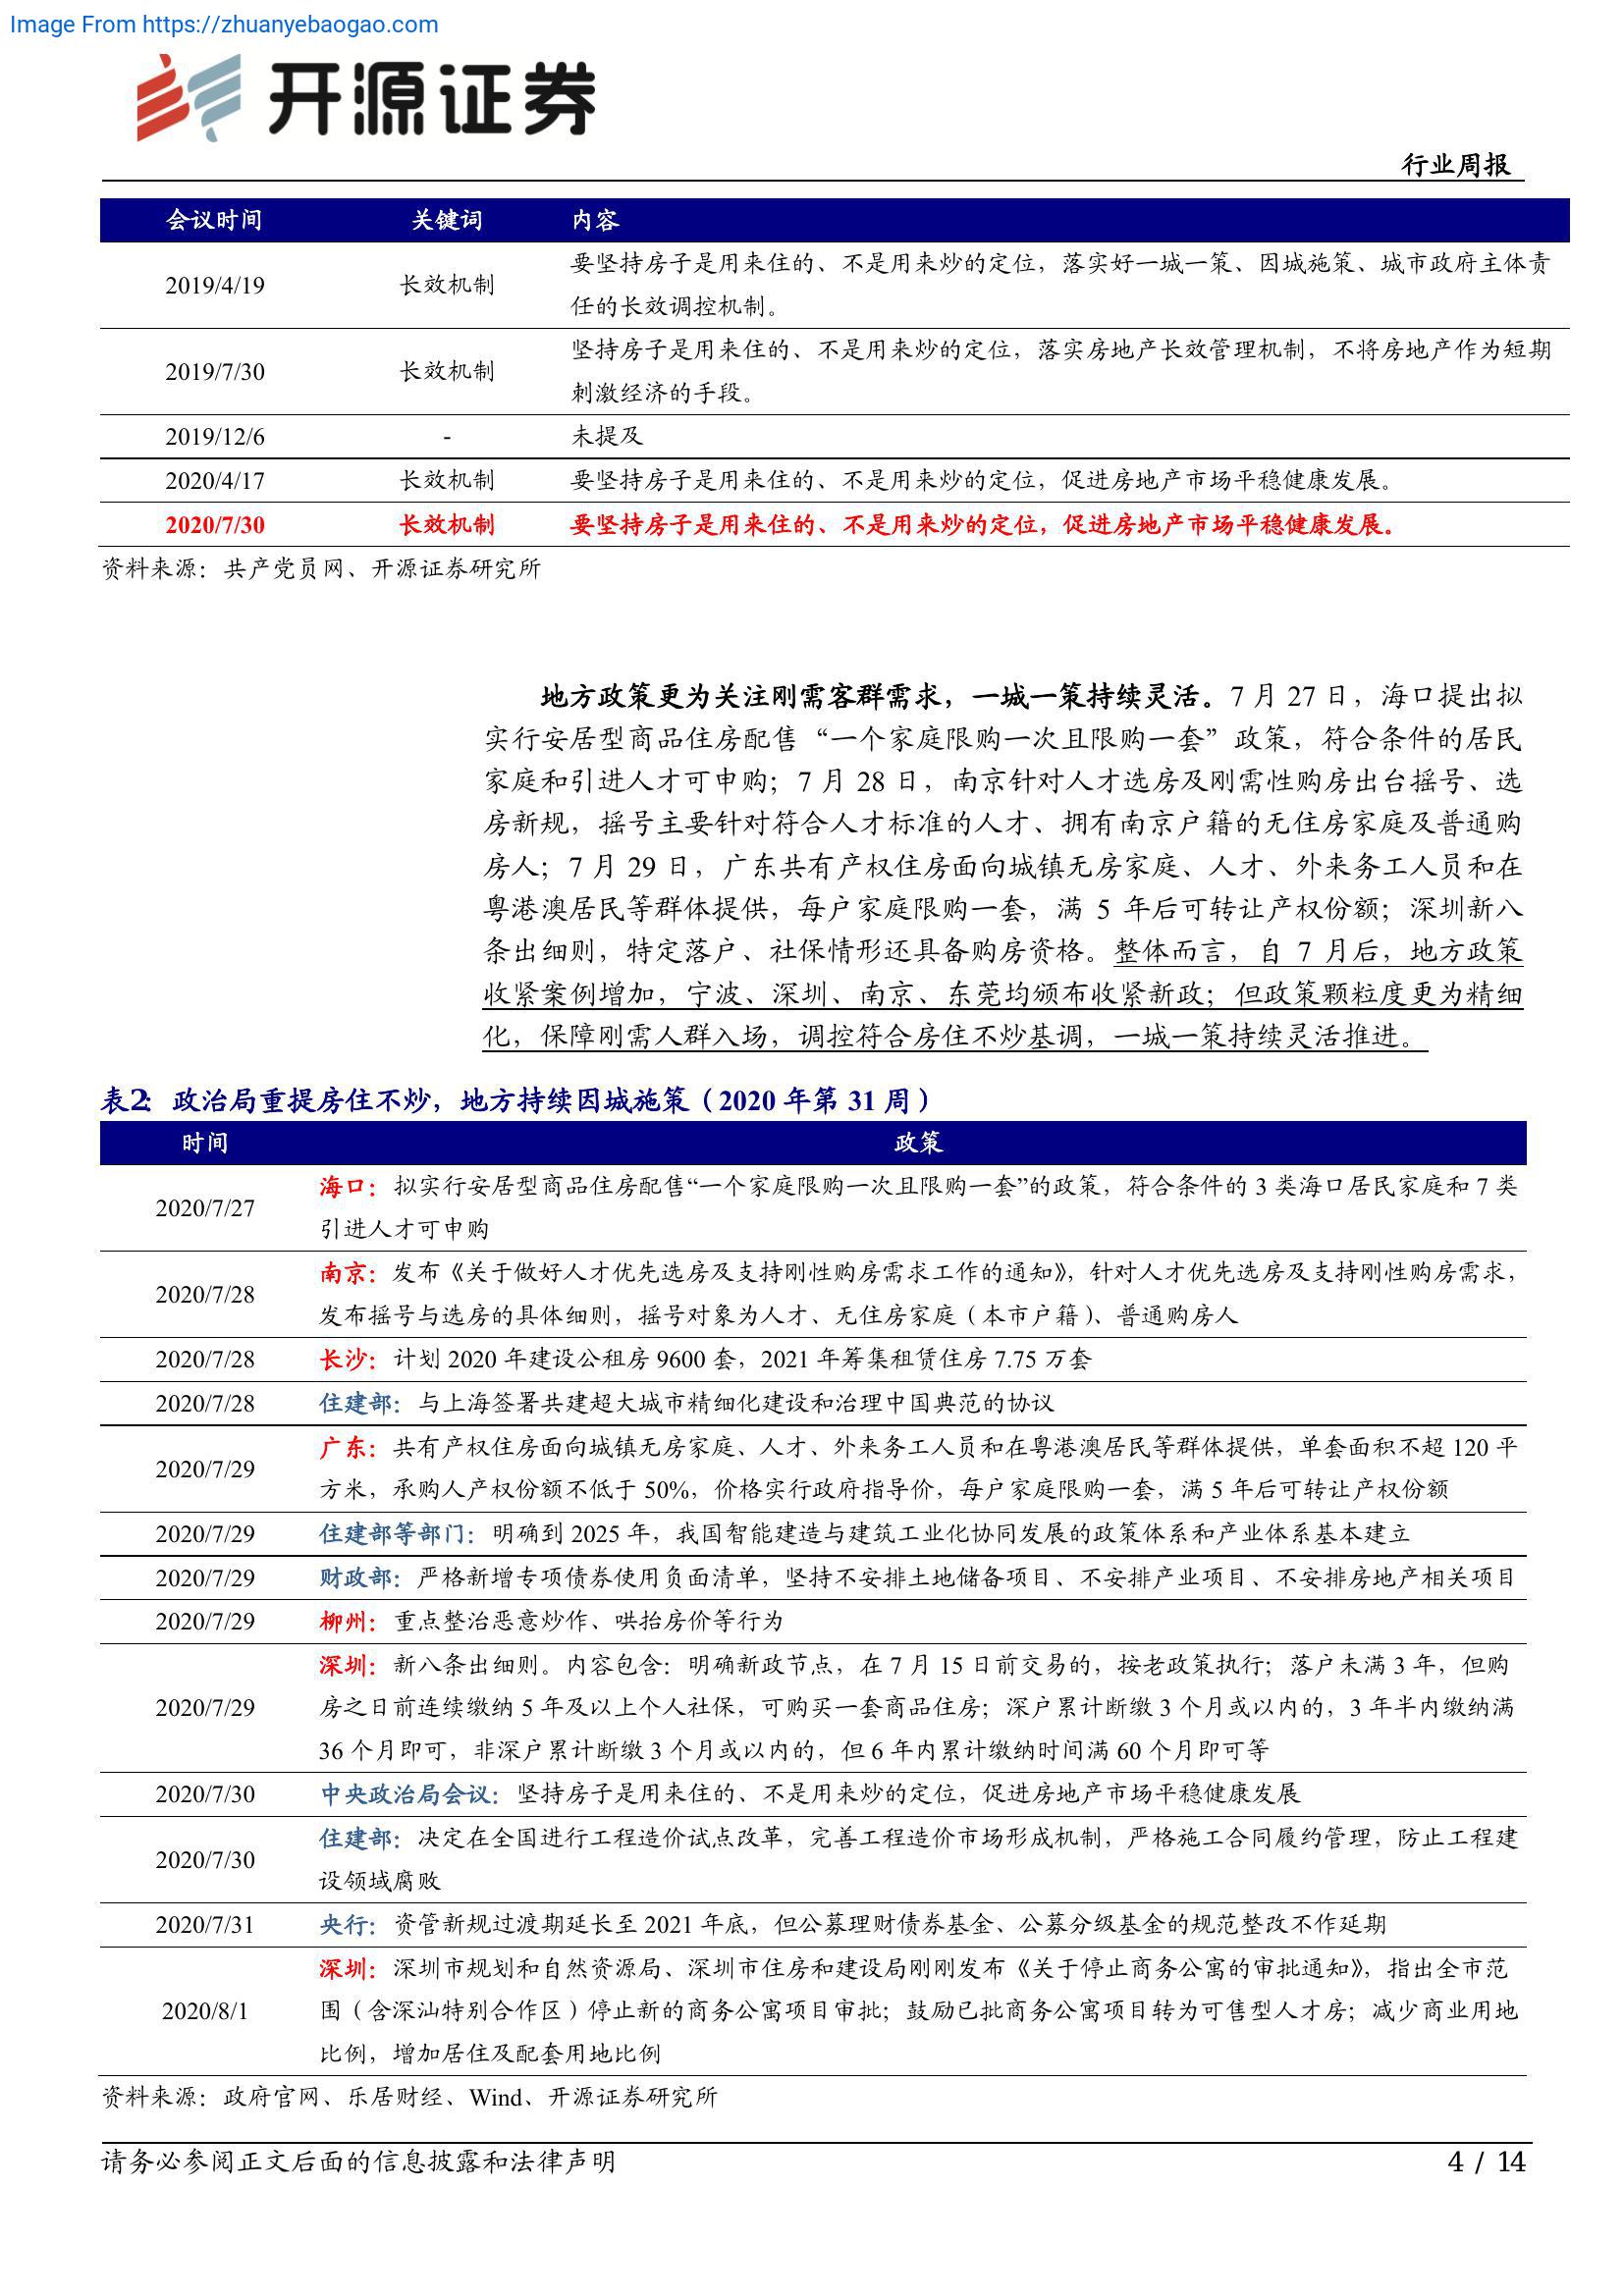 Image From https://zhuanyebaogao.com
开源证券
行业周报
会议时间 关键词 内容
2019/4/19 长效机制 要坚持房子是用来住的、不是用来炒的定位，落实好一城一策、因城施策、城市政府主体责
任的长效调控机制。
2019/7/30 长效机制 坚持房子是用来住的、不是用来炒的定位，落实房地产长效管理机制，不将房地产作为短期
刺激经济的手段。
2019/12/6 - 未提及
2020/4/17 长效机制 要坚持房子是用来住的、不是用来炒的定位，促进房地产市场平稳健康发展。
2020/7/30 长效机制 要坚持房子是用来住的、不是用来炒的定位，促进房地产市场平稳健康发展。
资料来源：共产党员网、开源证券研究所
地方政策更为关注刚需客群需求，一城一策持续灵活。7 月 27 日，海口提出拟
实行安居型商品住房配售“一个家庭限购一次且限购一套”政策，符合条件的居民
家庭和引进人才可申购；7 月 28 日，南京针对人才选房及刚需性购房出台摇号、选
房新规，摇号主要针对符合人才标准的人才、拥有南京户籍的无住房家庭及普通购
房人；7 月 29 日，广东共有产权住房面向城镇无房家庭、人才、外来务工人员和在
粤港澳居民等群体提供，每户家庭限购一套，满 5 年后可转让产权份额；深圳新八
条出细则，特定落户、社保情形还具备购房资格。整体而言，自 7 月后，地方政策
收紧案例增加，宁波、深圳、南京、东莞均颁布收紧新政；但政策颗粒度更为精细
化，保障刚需人群入场，调控符合房住不炒基调，一城一策持续灵活推进。
表2：政治局重提房住不炒，地方持续因城施策（2020 年第 31 周）
时间 政策
2020/7/27 海口：拟实行安居型商品住房配售“一个家庭限购一次且限购一套”的政策，符合条件的 3 类海口居民家庭和 7 类
引进人才可申购
2020/7/28 南京：发布《关于做好人才优先选房及支持刚性购房需求工作的通知》，针对人才优先选房及支持刚性购房需求，
发布摇号与选房的具体细则，摇号对象为人才、无住房家庭（本市户籍）、普通购房人
2020/7/28 长沙：计划 2020 年建设公租房 9600 套，2021 年筹集租赁住房 7.75 万套
2020/7/28 住建部：与上海签署共建超大城市精细化建设和治理中国典范的协议
2020/7/29 广东：共有产权住房面向城镇无房家庭、人才、外来务工人员和在粤港澳居民等群体提供，单套面积不超 120 平
方米，承购人产权份额不低于 50%，价格实行政府指导价，每户家庭限购一套，满 5 年后可转让产权份额
2020/7/29 住建部等部门：明确到 2025 年，我国智能建造与建筑工业化协同发展的政策体系和产业体系基本建立
2020/7/29 财政部：严格新增专项债券使用负面清单，坚持不安排土地储备项目、不安排产业项目、不安排房地产相关项目
2020/7/29 柳州：重点整治恶意炒作、哄抬房价等行为
2020/7/29 深圳：新八条出细则。内容包含：明确新政节点，在 7 月 15 日前交易的，按老政策执行；落户未满 3 年，但购
房之日前连续缴纳 5 年及以上个人社保，可购买一套商品住房；深户累计断缴 3 个月或以内的，3 年半内缴纳满
36 个月即可，非深户累计断缴 3 个月或以内的，但 6 年内累计缴纳时间满 60 个月即可等
2020/7/30 中央政治局会议：坚持房子是用来住的、不是用来炒的定位，促进房地产市场平稳健康发展
2020/7/30 住建部：决定在全国进行工程造价试点改革，完善工程造价市场形成机制，严格施工合同履约管理，防止工程建
设领域腐败
2020/7/31 央行：资管新规过渡期延长至 2021 年底，但公募理财债券基金、公募分级基金的规范整改不作延期
2020/8/1 深圳：深圳市规划和自然资源局、深圳市住房和建设局刚刚发布《关于停止商务公寓的审批通知》，指出全市范
围（含深汕特别合作区）停止新的商务公寓项目审批；鼓励已批商务公寓项目转为可售型人才房；减少商业用地
比例，增加居住及配套用地比例
资料来源：政府官网、乐居财经、Wind、开源证券研究所
请务必参阅正文后面的信息披露和法律声明 4 / 14